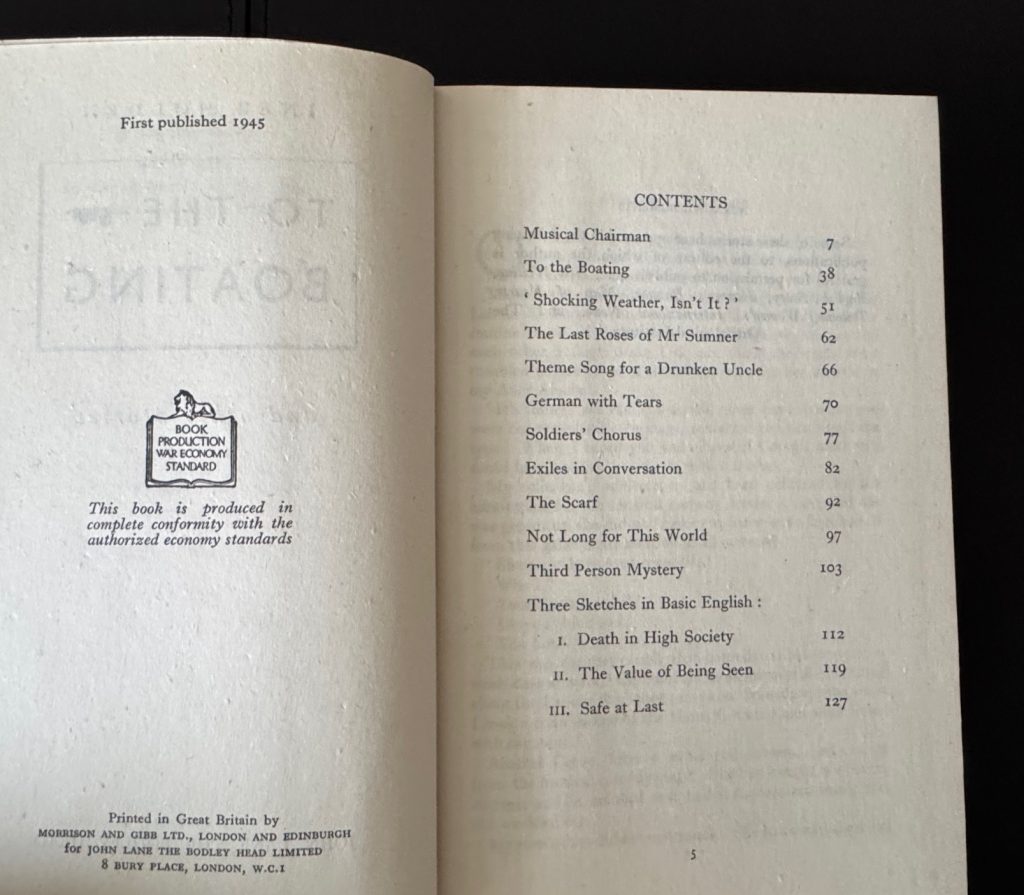 First published 1945
BOOK
PRODUCTION
WAR ECONOMY
STANDARD
This book is produced in
complete conformity with the
authorized economy standards
Printed in Great Britain by
MORRISON AND GIBB LTD., LONDON AND EDINBURGH
for JOHN LANE THE BODLEY HEAD LIMITED
8 BURY PLACE, LONDON, W.C.1
CONTENTS
Musical Chairman 7
To the Boating 38
‘ Shocking Weather, Isn't It ? ’ 51
The Last Roses of Mr Sumner 62
Theme Song for a Drunken Uncle 66
German with Tears 70
Soldiers' Chorus 77
Exiles in Conversation 82
The Scarf 92
Not Long for This World 97
Third Person Mystery 103
Three Sketches in Basic English :
I. Death in High Society 112
II. The Value of Being Seen 119
III. Safe at Last 127
5